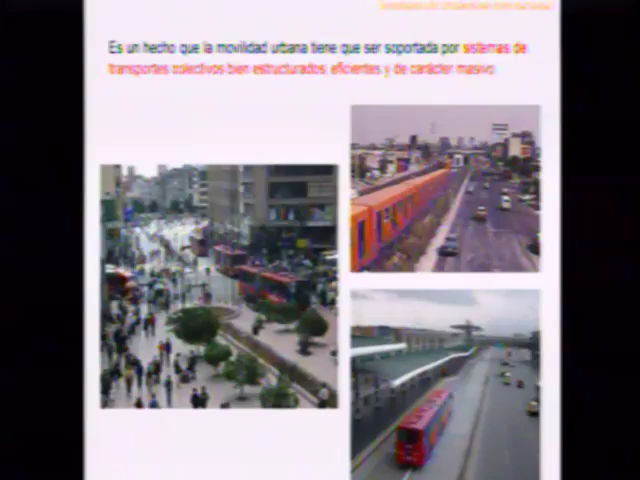 Es un hecho que la movilidad urbana tiene que ser soportada por sistemas de
transportes colectivos bien estructurados, eficientes y de carácter masivo